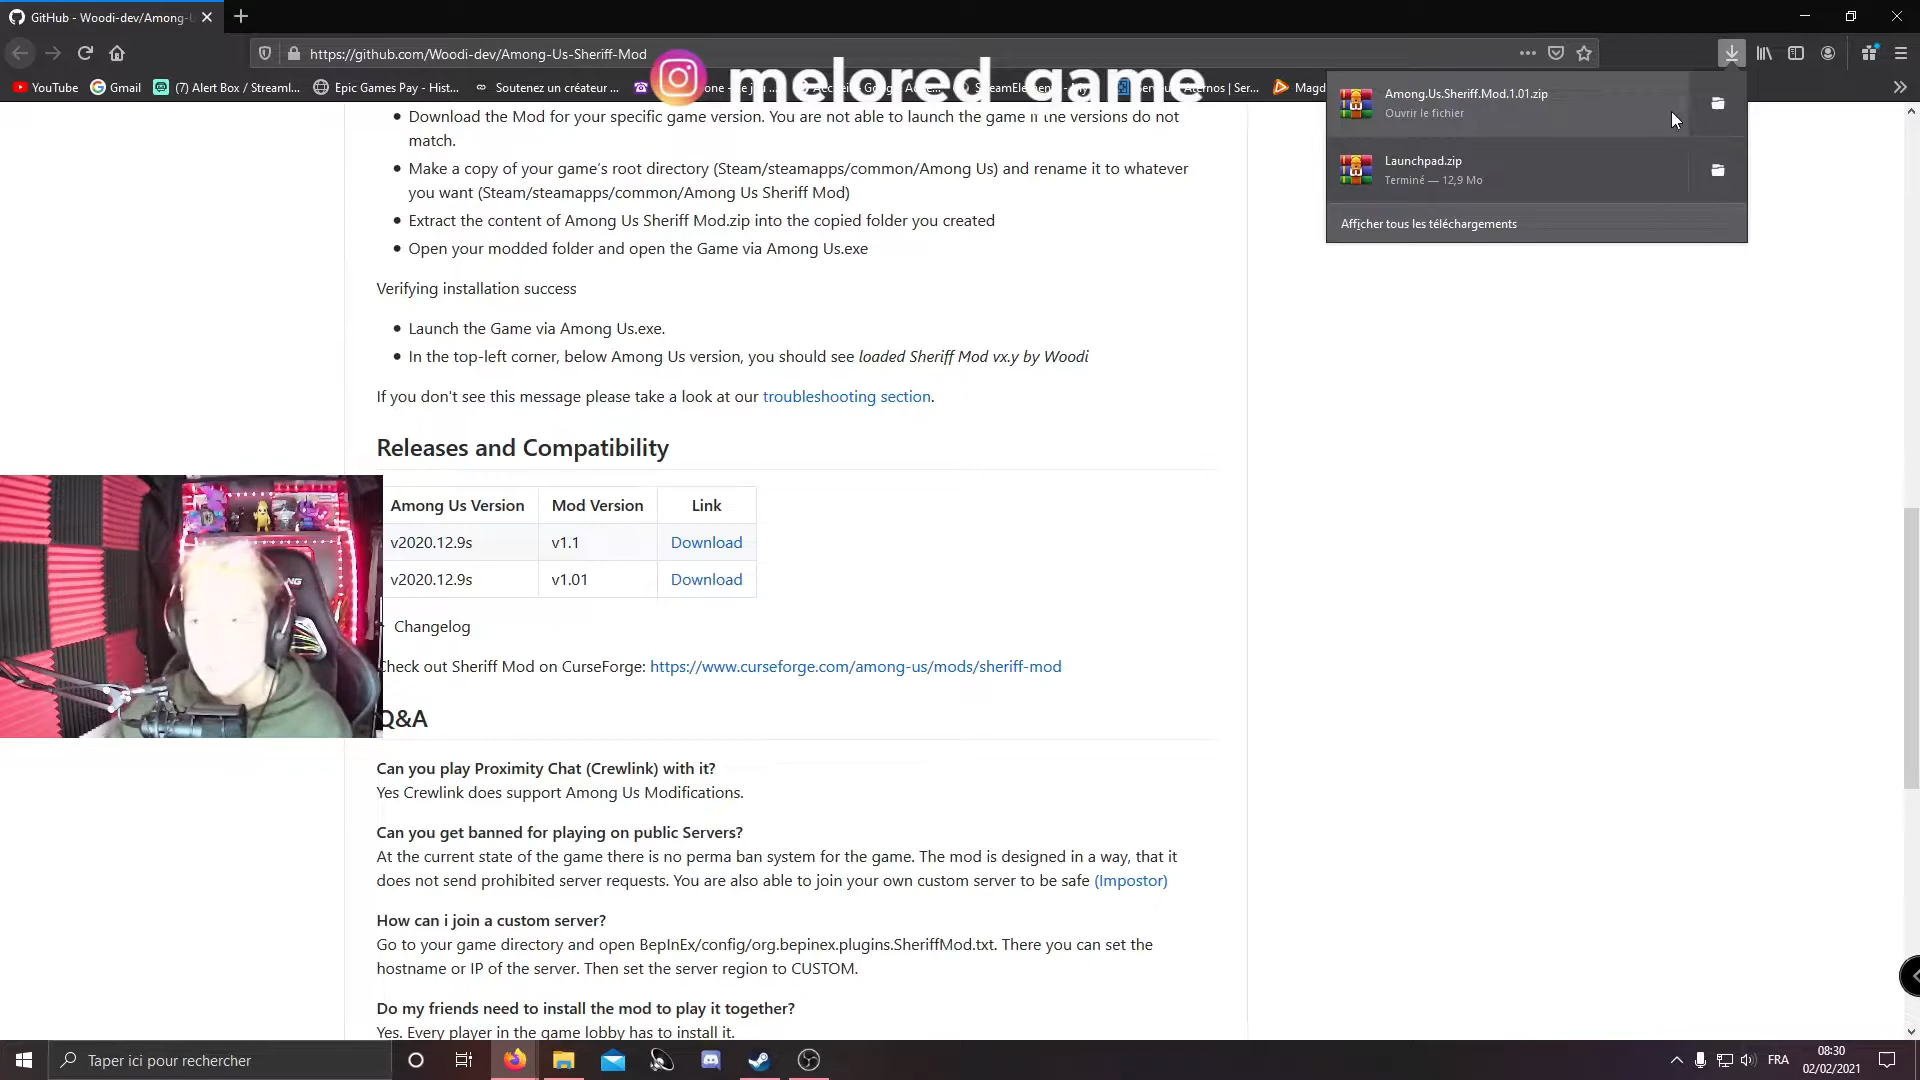 GitHub - Woodi-dev/Among-U
https://github.com/Woodi-dev/Among-Us-Sheriff-Mod
melored_game
YouTube
Gmail
(7) Alert Box / Streaml...
Epic Games Pay - Hist...
Soutenez un créateur ...
Magd
Among.Us.Sheriff.Mod.1.01.zip
Ouvrir le fichier
Launchpad.zip
Terminé — 12,9 Mo
Afficher tous les téléchargements
Download the Mod for your specific game version. You are not able to launch the game if the versions do not
match.
Make a copy of your game's root directory (Steam/steamapps/common/Among Us) and rename it to whatever
you want (Steam/steamapps/common/Among Us Sheriff Mod)
Extract the content of Among Us Sheriff Mod.zip into the copied folder you created
Open your modded folder and open the Game via Among Us.exe
Verifying installation success
Launch the Game via Among Us.exe.
In the top-left corner, below Among Us version, you should see loaded Sheriff Mod vx.y by Woodi
If you don't see this message please take a look at our troubleshooting section.
Releases and Compatibility
Among Us Version Mod Version Link
v2020.12.9s v1.1 Download
v2020.12.9s v1.01 Download
Changelog
Check out Sheriff Mod on CurseForge: https://www.curseforge.com/among-us/mods/sheriff-mod
Q&A
Can you play Proximity Chat (Crewlink) with it?
Yes Crewlink does support Among Us Modifications.
Can you get banned for playing on public Servers?
At the current state of the game there is no perma ban system for the game. The mod is designed in a way, that it
does not send prohibited server requests. You are also able to join your own custom server to be safe (Impostor)
How can i join a custom server?
Go to your game directory and open BepInEx/config/org.bepinex.plugins.SheriffMod.txt. There you can set the
hostname or IP of the server. Then set the server region to CUSTOM.
Do my friends need to install the mod to play it together?
Yes. Every player in the game lobby has to install it.
Taper ici pour rechercher
FRA
08:30
02/02/2021